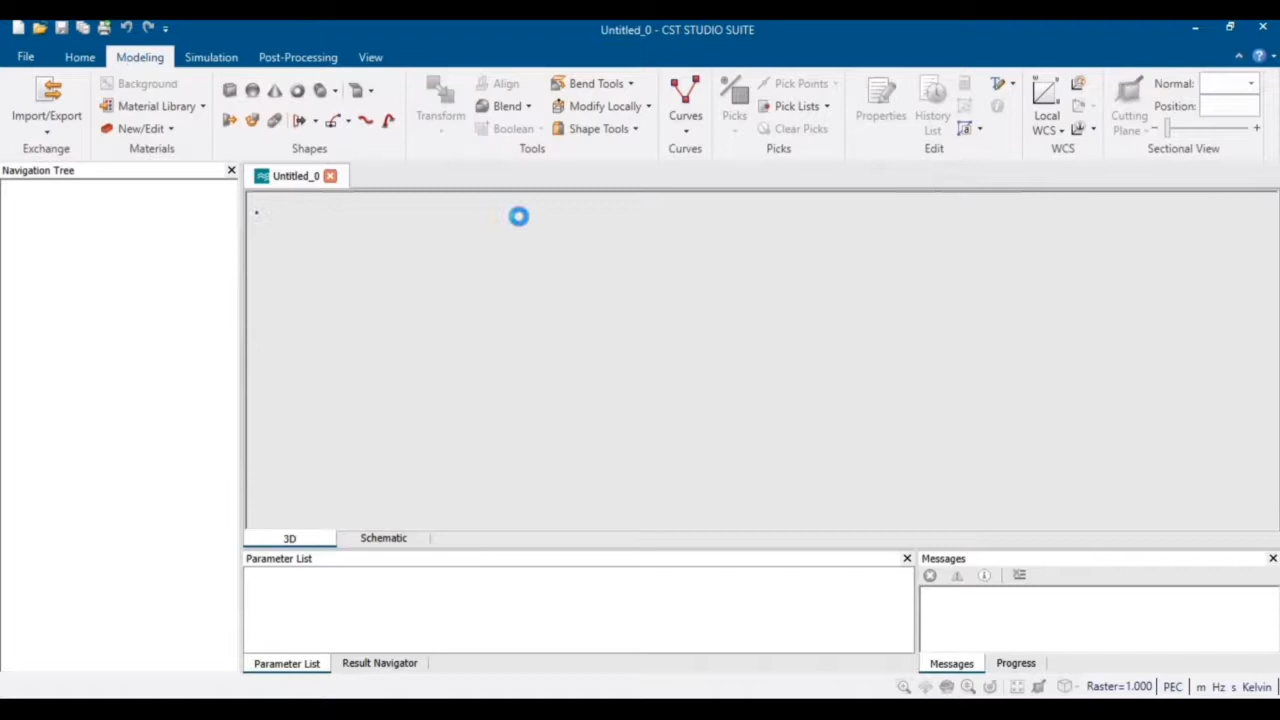 Untitled_0 - CST STUDIO SUITE
File Home Modeling Simulation Post-Processing View
Background Align Bend Tools Pick Points Normal:
Import/Export Material Library Transform Blend Modify Locally Curves Picks Pick Lists Properties History List Local WCS Cutting Plane Position:
New/Edit Boolean Shape Tools Clear Picks
Exchange Materials Shapes Tools Curves Picks Edit WCS Sectional View
Navigation Tree
Untitled_0
3D Schematic
Parameter List Messages
Parameter List Result Navigator Messages Progress
Raster=1.000 PEC m Hz s Kelvin